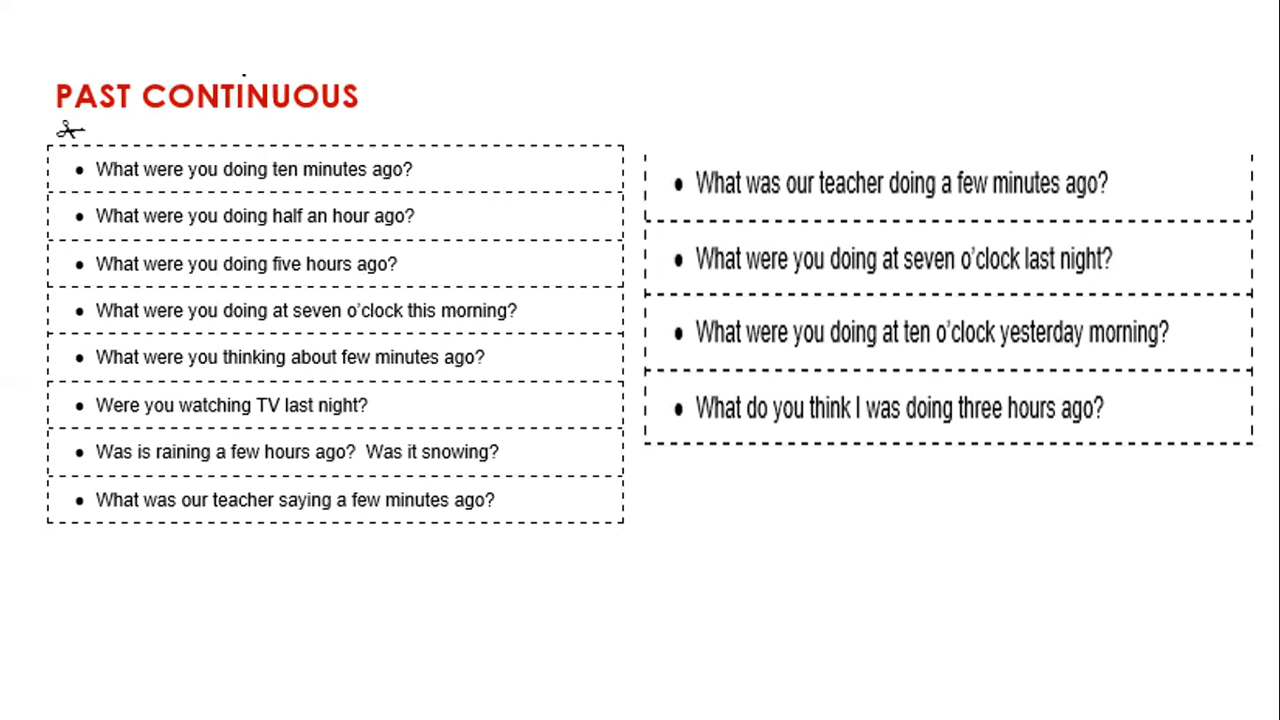 PAST CONTINUOUS
• What were you doing ten minutes ago?
• What were you doing half an hour ago?
• What were you doing five hours ago?
• What were you doing at seven o’clock this morning?
• What were you thinking about few minutes ago?
• Were you watching TV last night?
• Was is raining a few hours ago?  Was it snowing?
• What was our teacher saying a few minutes ago?
• What was our teacher doing a few minutes ago?
• What were you doing at seven o’clock last night?
• What were you doing at ten o’clock yesterday morning?
• What do you think I was doing three hours ago?